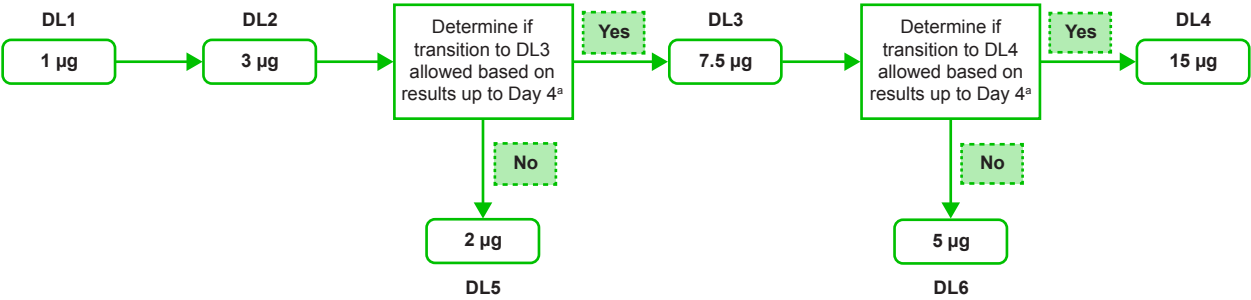 DL1
1 µg
DL2
3 µg
Determine if
transition to DL3
allowed based on
results up to Day 4ᵃ
Yes
DL3
7.5 µg
Determine if
transition to DL4
allowed based on
results up to Day 4ᵃ
Yes
DL4
15 µg
No
2 µg
DL5
No
5 µg
DL6